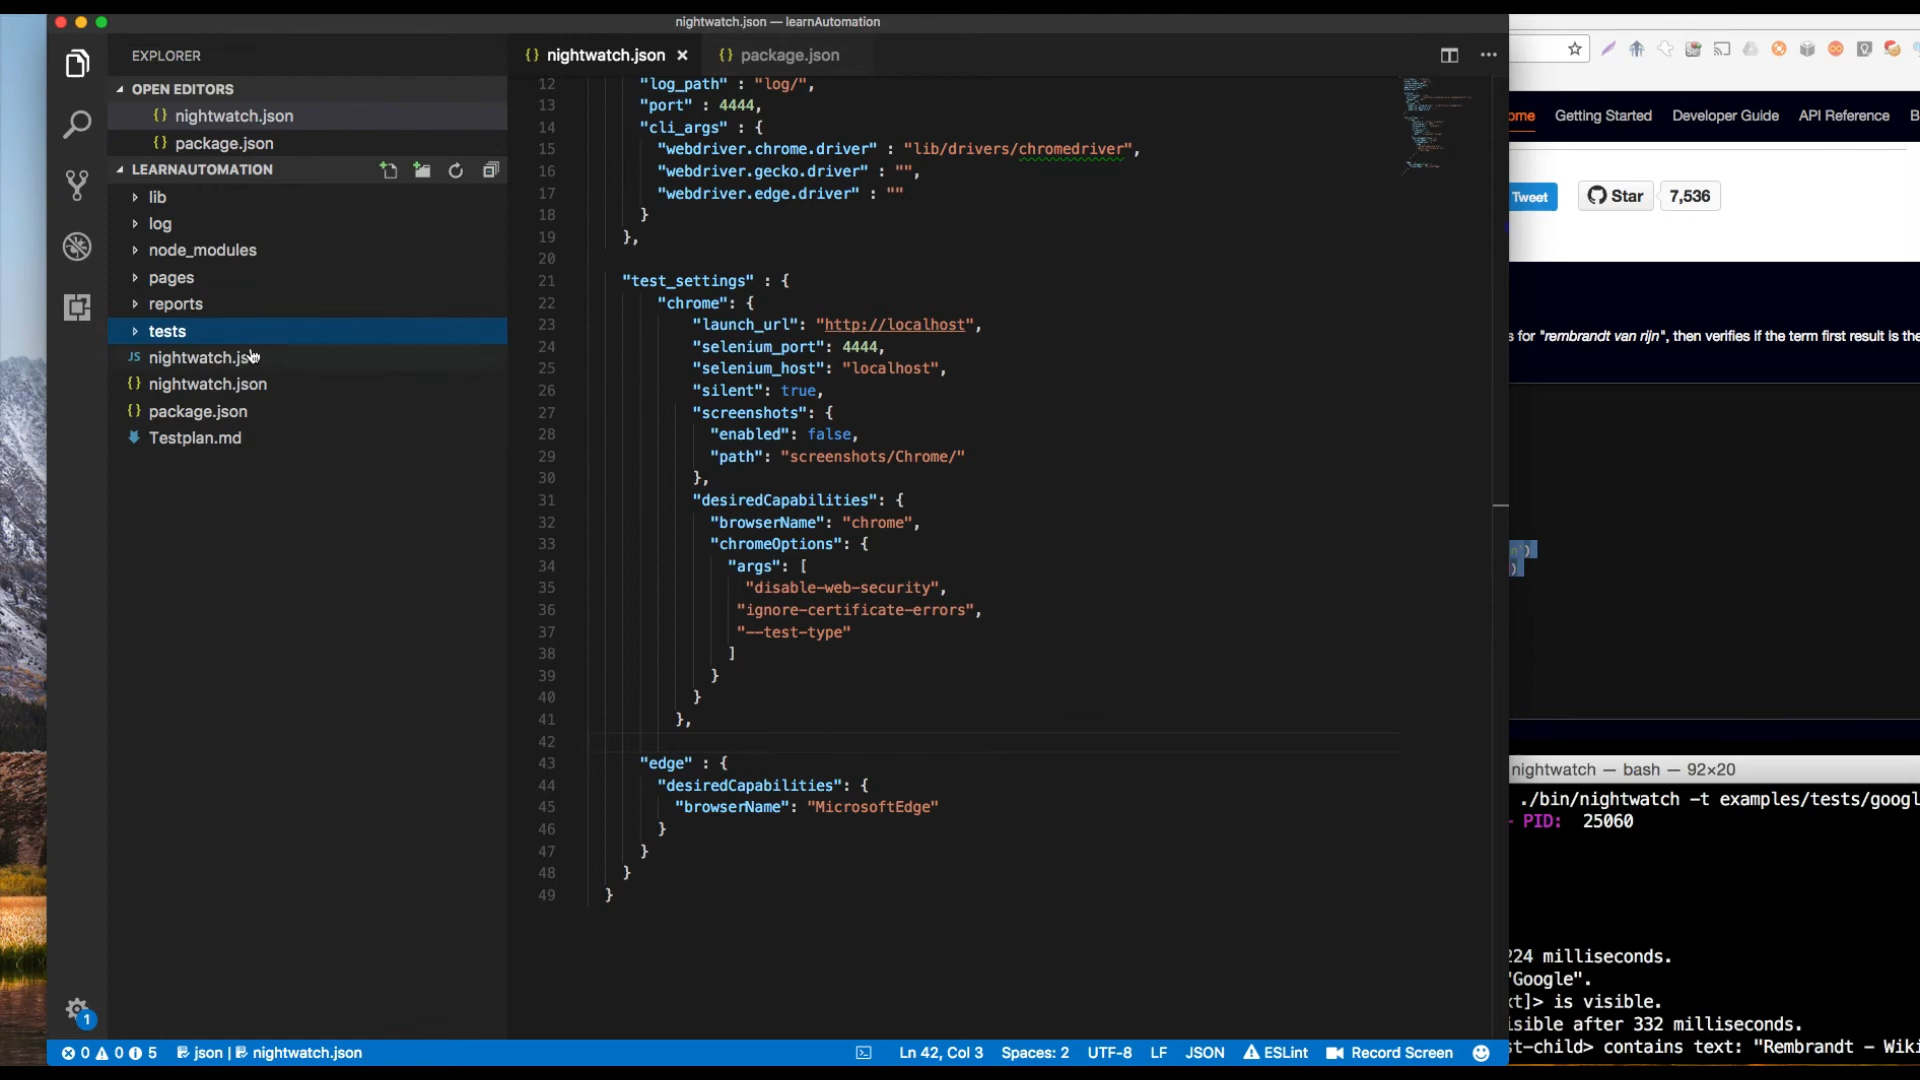 nightwatch.json — learnAutomation
EXPLORER
OPEN EDITORS
{} nightwatch.json
{} package.json
LEARNAUTOMATION
lib
log
node_modules
pages
reports
tests
JS
{} nightwatch.json
{} package.json
Testplan.md
1
{} nightwatch.json ×
{} package.json
12 "log_path" : "log/",
13 "port" : 4444,
14 "cli_args" : {
15 "webdriver.chrome.driver" : "lib/drivers/chromedriver",
16 "webdriver.gecko.driver" : "",
17 "webdriver.edge.driver" : ""
18 }
19 },
20
21 "test_settings" : {
22 "chrome": {
23 "launch_url": "http://localhost",
24 "selenium_port": 4444,
25 "selenium_host": "localhost",
26 "silent": true,
27 "screenshots": {
28 "enabled": false,
29 "path": "screenshots/Chrome/"
30 },
31 "desiredCapabilities": {
32 "browserName": "chrome",
33 "chromeOptions": {
34 "args": [
35 "disable-web-security",
36 "ignore-certificate-errors",
37 "--test-type"
38 ]
39 }
40 }
41 },
42
43 "edge" : {
44 "desiredCapabilities": {
45 "browserName": "MicrosoftEdge"
46 }
47 }
48 }
49 }
0 0 5 json | nightwatch.json Ln 42, Col 3 Spaces: 2 UTF-8 LF JSON ESLint Record Screen
ome Getting Started Developer Guide API Reference B
Tweet Star 7,536
s for "rembrandt van rijn", then verifies if the term first result is the
n')
)
nightwatch — bash — 92×20
./bin/nightwatch -t examples/tests/googl
- PID: 25060
224 milliseconds.
"Google".
xt]> is visible.
isible after 332 milliseconds.
st-child> contains text: "Rembrandt - Wiki